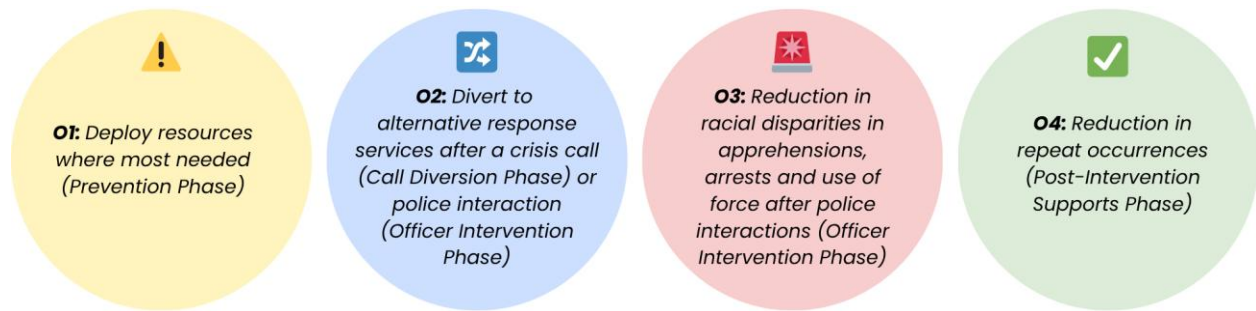 O1: Deploy resources
where most needed
(Prevention Phase)
O2: Divert to
alternative response
services after a crisis call
(Call Diversion Phase) or
police interaction
(Officer Intervention
Phase)
O3: Reduction in
racial disparities in
apprehensions,
arrests and use of
force after police
interactions (Officer
Intervention Phase)
O4: Reduction in
repeat occurrences
(Post-Intervention
Supports Phase)